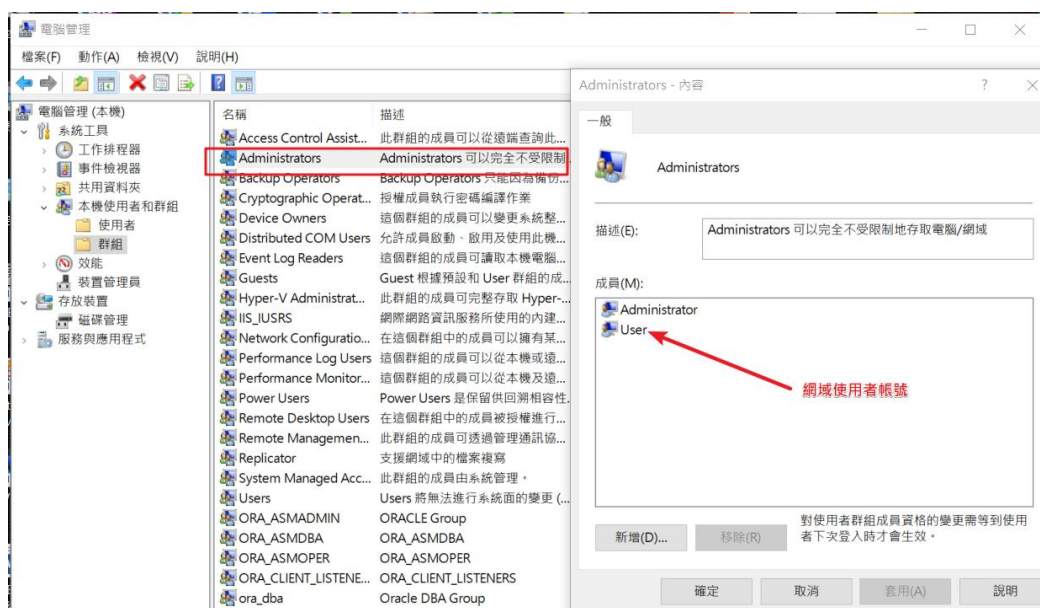 電腦管理
檔案(F) 動作(A) 檢視(V) 說明(H)
電腦管理 (本機)
系統工具
工作排程器
事件檢視器
共用資料夾
本機使用者和群組
使用者
群組
效能
裝置管理員
存放裝置
磁碟管理
服務與應用程式
名稱 描述
Access Control Assist... 此群組的成員可以從遠端查詢此...
Administrators Administrators 可以完全不受限制
Backup Operators Backup Operators 只能因為備份...
Cryptographic Operat... 授權成員執行密碼編譯作業
Device Owners 這個群組的成員可以變更系統整...
Distributed COM Users 允許成員啟動、啟用及使用此機...
Event Log Readers 這個群組的成員可讀取本機電腦...
Guests Guest 根據預設和 User 群組的成...
Hyper-V Administrat... 此群組的成員可完整存取 Hyper-...
IIS_IUSRS 網際網路資訊服務所使用的內建...
Network Configuratio... 在這個群組中的成員可以擁有某...
Performance Log Users 這個群組的成員可以從本機或遠...
Performance Monitor... 這個群組的成員可以從本機及遠...
Power Users Power Users 是保留供回溯相容性.
Remote Desktop Users 在這個群組中的成員被授權進行...
Remote Managemen... 此群組的成員可透過管理通訊協...
Replicator 支援網域中的檔案複寫
System Managed Acc... 此群組的成員由系統管理。
Users Users 將無法進行系統面的變更 (...
ORA_ASMADMIN ORACLE Group
ORA_ASMDBA ORA_ASMDBA
ORA_ASMOPER ORA_ASMOPER
ORA_CLIENT_LISTENE... ORA_CLIENT_LISTENERS
ora_dba Oracle DBA Group
Administrators - 內容
一般
Administrators
描述(E): Administrators 可以完全不受限制地存取電腦/網域
成員(M):
Administrator
User
網域使用者帳號
新增(D)... 移除(R)
對使用者群組成員資格的變更需等到使用
者下次登入時才會生效。
確定 取消 套用(A) 說明